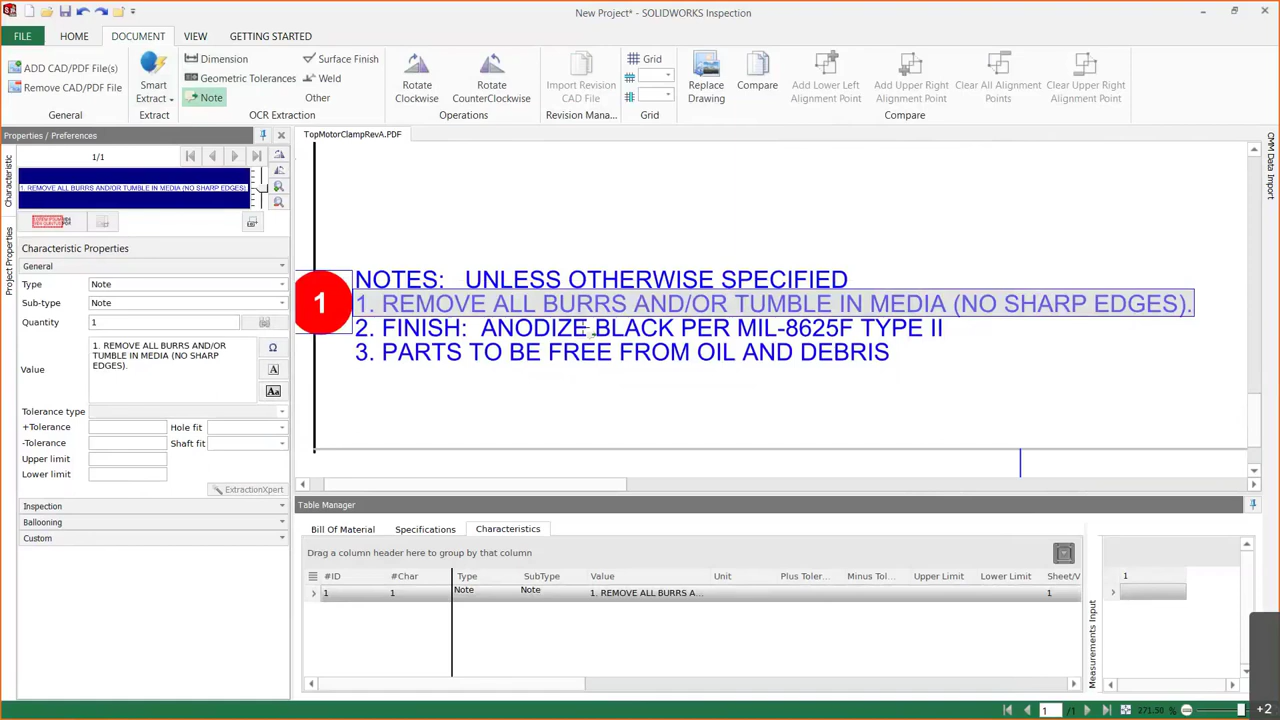 New Project* - SOLIDWORKS Inspection
FILE HOME DOCUMENT VIEW GETTING STARTED
ADD CAD/PDF File(s)
Remove CAD/PDF File
General
Smart Extract
Extract
Dimension
Geometric Tolerances
Note
Surface Finish
Weld
Other
OCR Extraction
Rotate Clockwise
Rotate CounterClockwise
Operations
Import Revision CAD File
Revision Mana...
Grid
Grid
Replace Drawing
Compare
Add Lower Left Alignment Point
Add Upper Right Alignment Point
Clear All Alignment Points
Clear Upper Right Alignment Point
Compare
Properties / Preferences
TopMotorClampRevA.PDF
1/1
1. REMOVE ALL BURRS AND/OR TUMBLE IN MEDIA (NO SHARP EDGES).
Characteristic
Project Properties
Characteristic Properties
General
Type Note
Sub-type Note
Quantity 1
Value
1. REMOVE ALL BURRS AND/OR
TUMBLE IN MEDIA (NO SHARP
EDGES).
Tolerance type
+Tolerance Hole fit
-Tolerance Shaft fit
Upper limit
Lower limit
ExtractionXpert
Inspection
Ballooning
Custom
1
NOTES: UNLESS OTHERWISE SPECIFIED
1. REMOVE ALL BURRS AND/OR TUMBLE IN MEDIA (NO SHARP EDGES).
2. FINISH: ANODIZE BLACK PER MIL-8625F TYPE II
3. PARTS TO BE FREE FROM OIL AND DEBRIS
CMM Data Import
Table Manager
Bill Of Material Specifications Characteristics
Drag a column header here to group by that column
#ID #Char Type SubType Value Unit Plus Toler... Minus Tol... Upper Limit Lower Limit Sheet/V
1 1 Note Note 1. REMOVE ALL BURRS A... 1
Measurements Input
1
1 /1 271.50 % +2